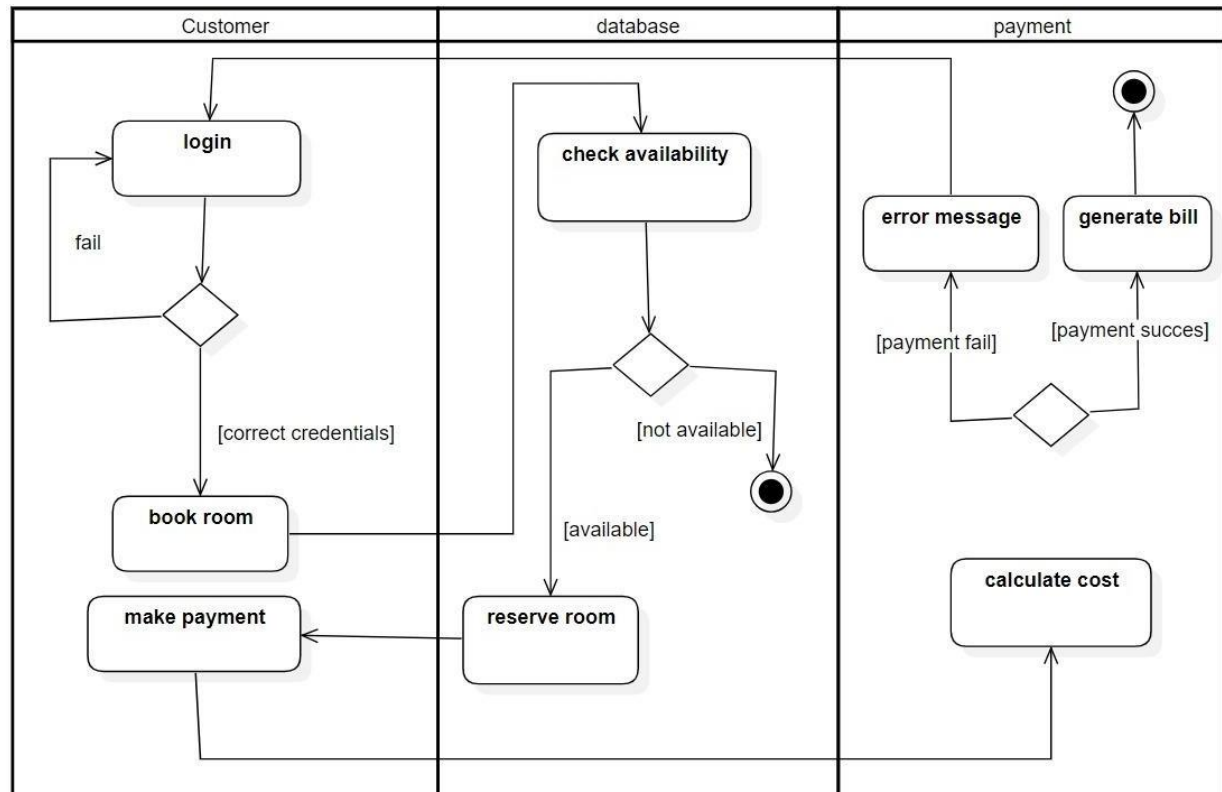 Customer
database
payment
login
check availability
error message
generate bill
fail
[payment fail]
[payment succes]
[correct credentials]
[not available]
book room
[available]
calculate cost
make payment
reserve room